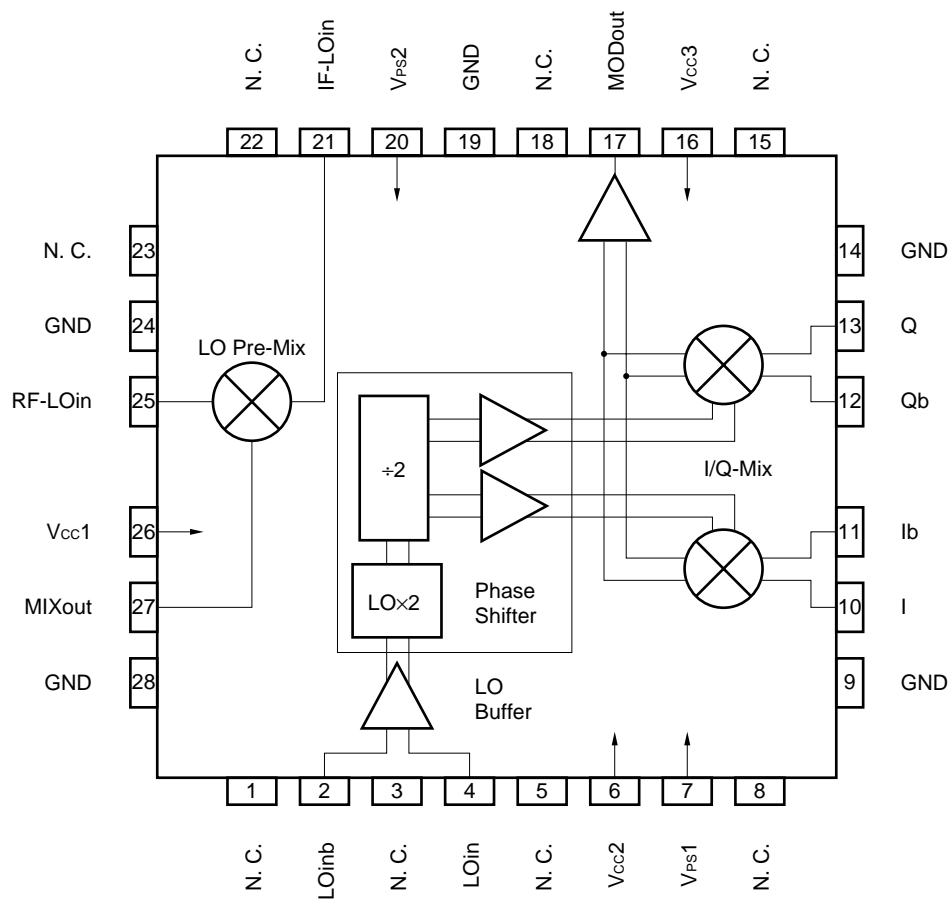 N. C.
IF-LOin
VPS2
GND
N.C.
MODout
VCC3
N. C.
22
21
20
19
18
17
16
15
N. C.
23
14
GND
GND
24
13
Q
LO Pre-Mix
RF-LOin
25
12
Qb
÷2
I/Q-Mix
VCC1
26
11
Ib
LO×2
Phase
Shifter
MIXout
27
10
I
GND
28
9
GND
LO
Buffer
1
2
3
4
5
6
7
8
N. C.
LOinb
N. C.
LOin
N. C.
VCC2
VPS1
N. C.